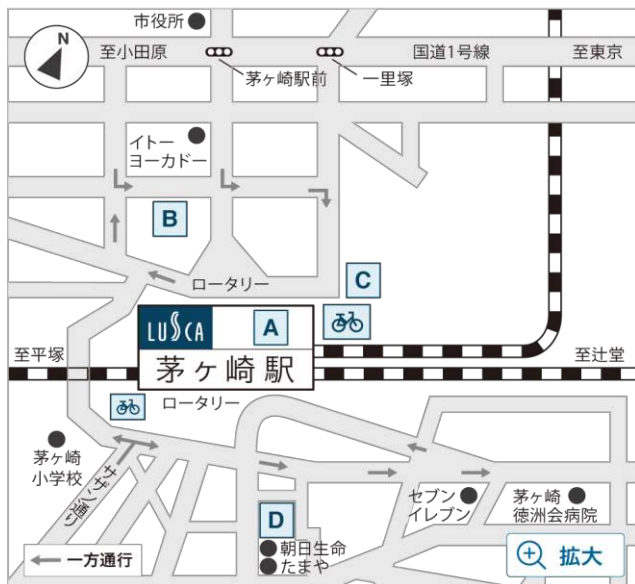 市役所
N
至小田原
国道1号線
至東京
茅ヶ崎駅前
一里塚
イトー
ヨーカドー
B
ロータリー
C
LUSCA
A
茅ヶ崎駅
至平塚
至辻堂
ロータリー
茅ヶ崎
小学校
サザン通り
セブン
イレブン
茅ヶ崎
徳洲会病院
D
朝日生命
たまや
一方通行
拡大